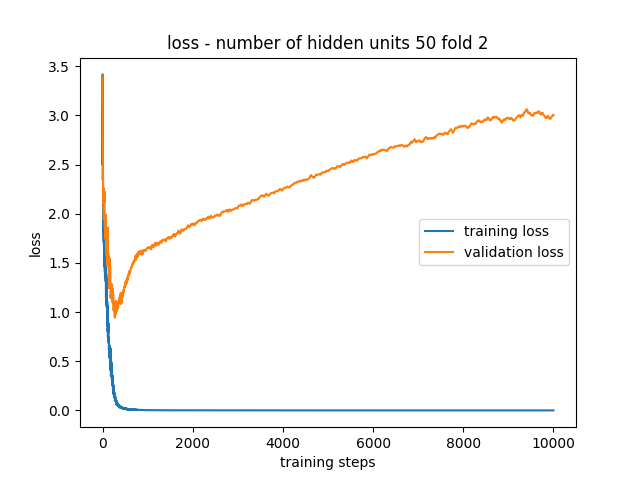 loss - number of hidden units 50 fold 2
3.5
3.0
2.5
2.0
1.5
1.0
0.5
0.0
loss
training loss
validation loss
0 2000 4000 6000 8000 10000
training steps